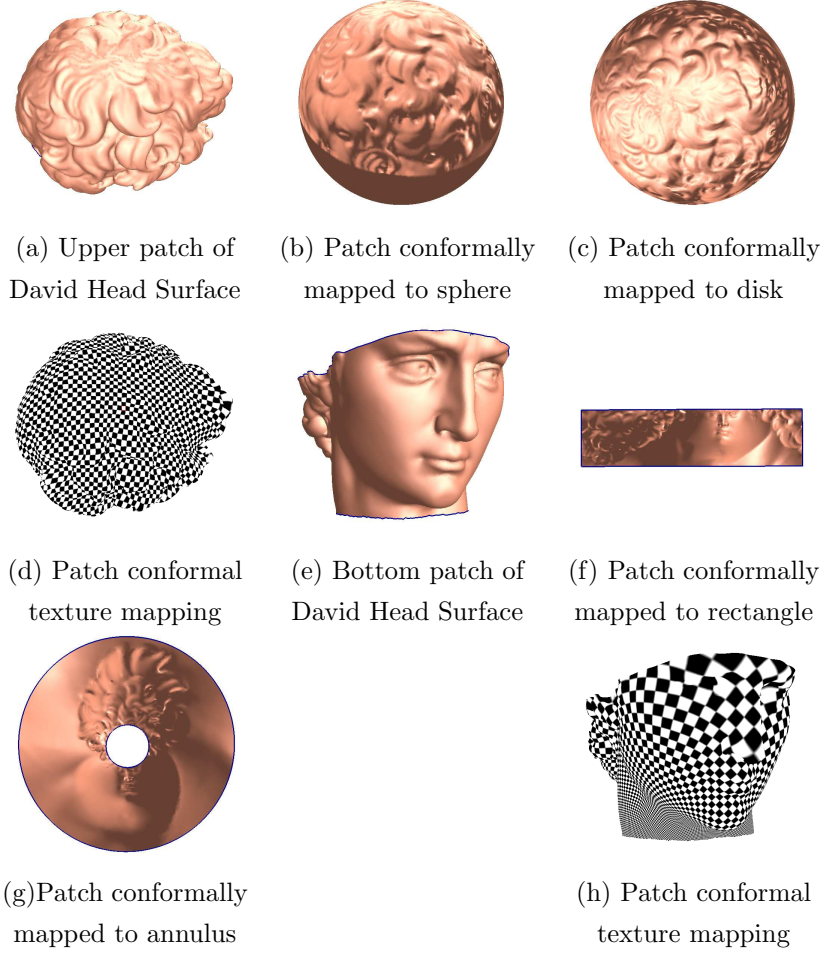 (a) Upper patch of
David Head Surface
(b) Patch conformally
mapped to sphere
(c) Patch conformally
mapped to disk
(d) Patch conformal
texture mapping
(e) Bottom patch of
David Head Surface
(f) Patch conformally
mapped to rectangle
(g)Patch conformally
mapped to annulus
(h) Patch conformal
texture mapping